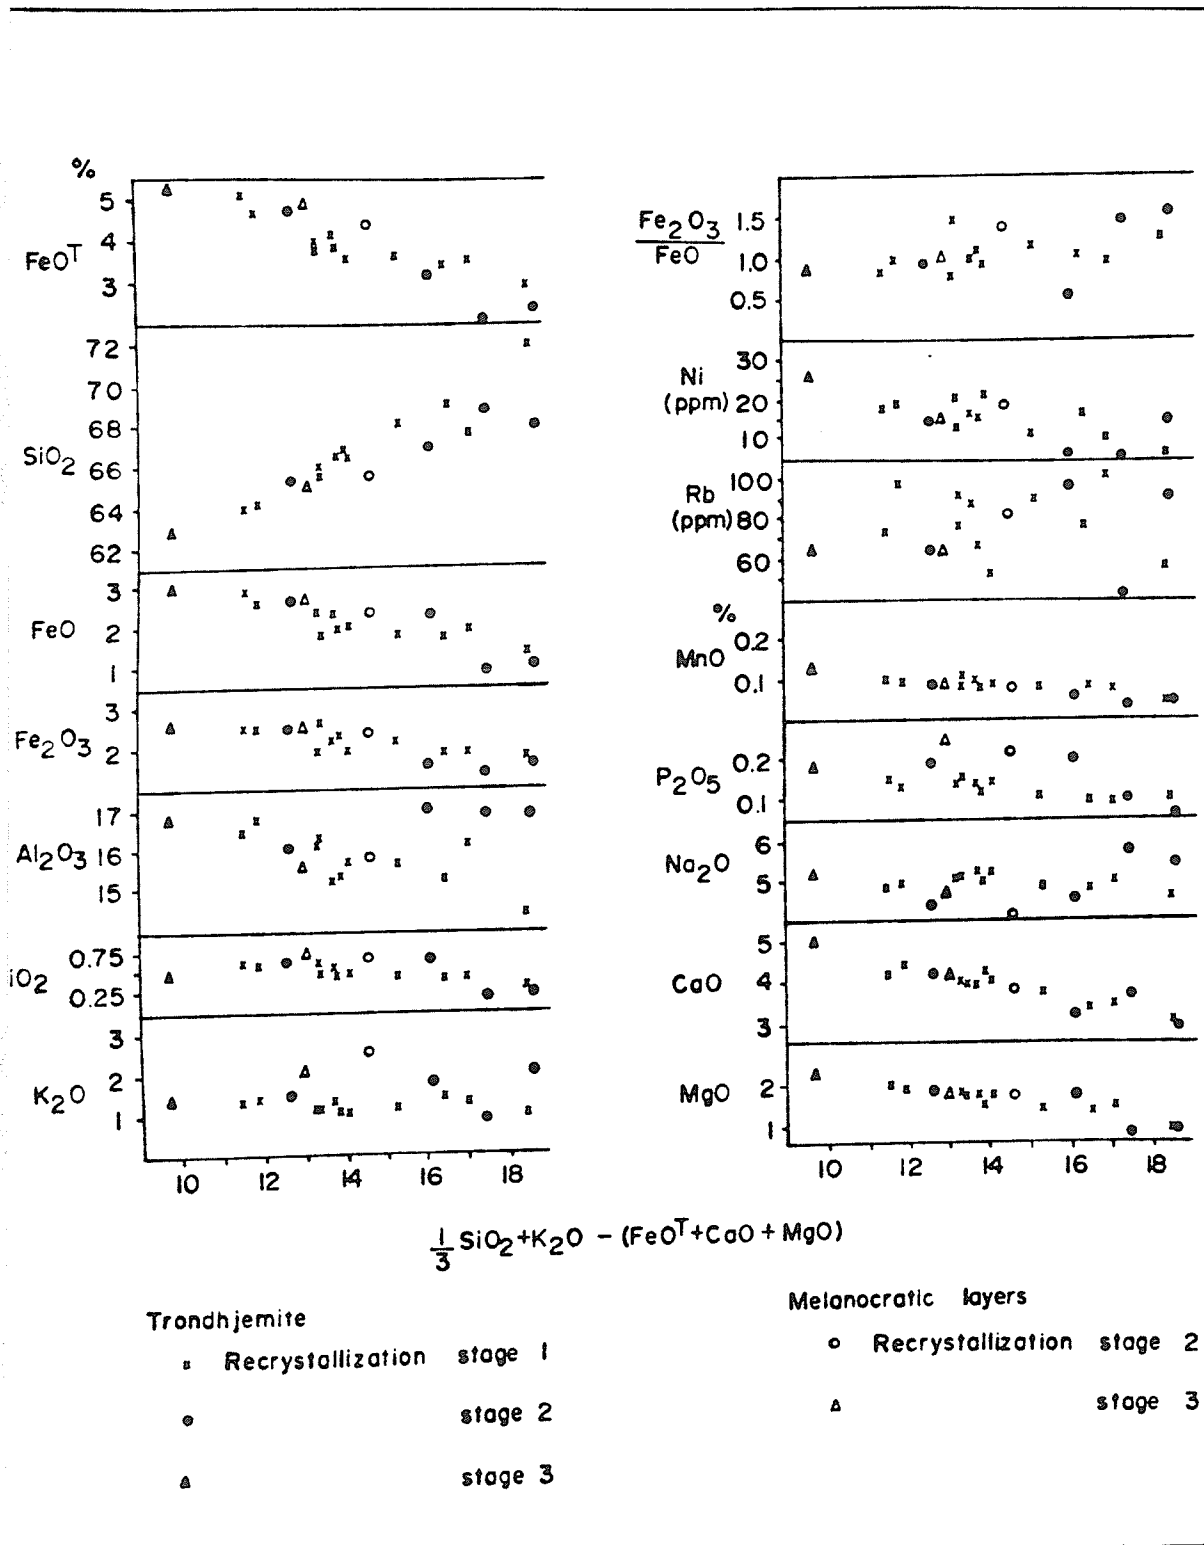 %
FeOᵀ
5
4
3
SiO₂
72
70
68
66
64
62
FeO
3
2
1
Fe₂O₃
3
2
Al₂O₃
17
16
15
iO₂
0.75
0.25
K₂O
3
2
1
10 12 14 16 18
Fe₂O₃
FeO
1.5
1.0
0.5
Ni
(ppm)
30
20
10
Rb
(ppm)
100
80
60
%
MnO
0.2
0.1
P₂O₅
0.2
0.1
Na₂O
6
5
CaO
5
4
3
MgO
2
1
10 12 14 16 18
1/3 SiO₂+K₂O – (FeOᵀ+CaO+MgO)
Trondhjemite
Recrystallization stage 1
stage 2
stage 3
Melanocratic layers
Recrystallization stage 2
stage 3